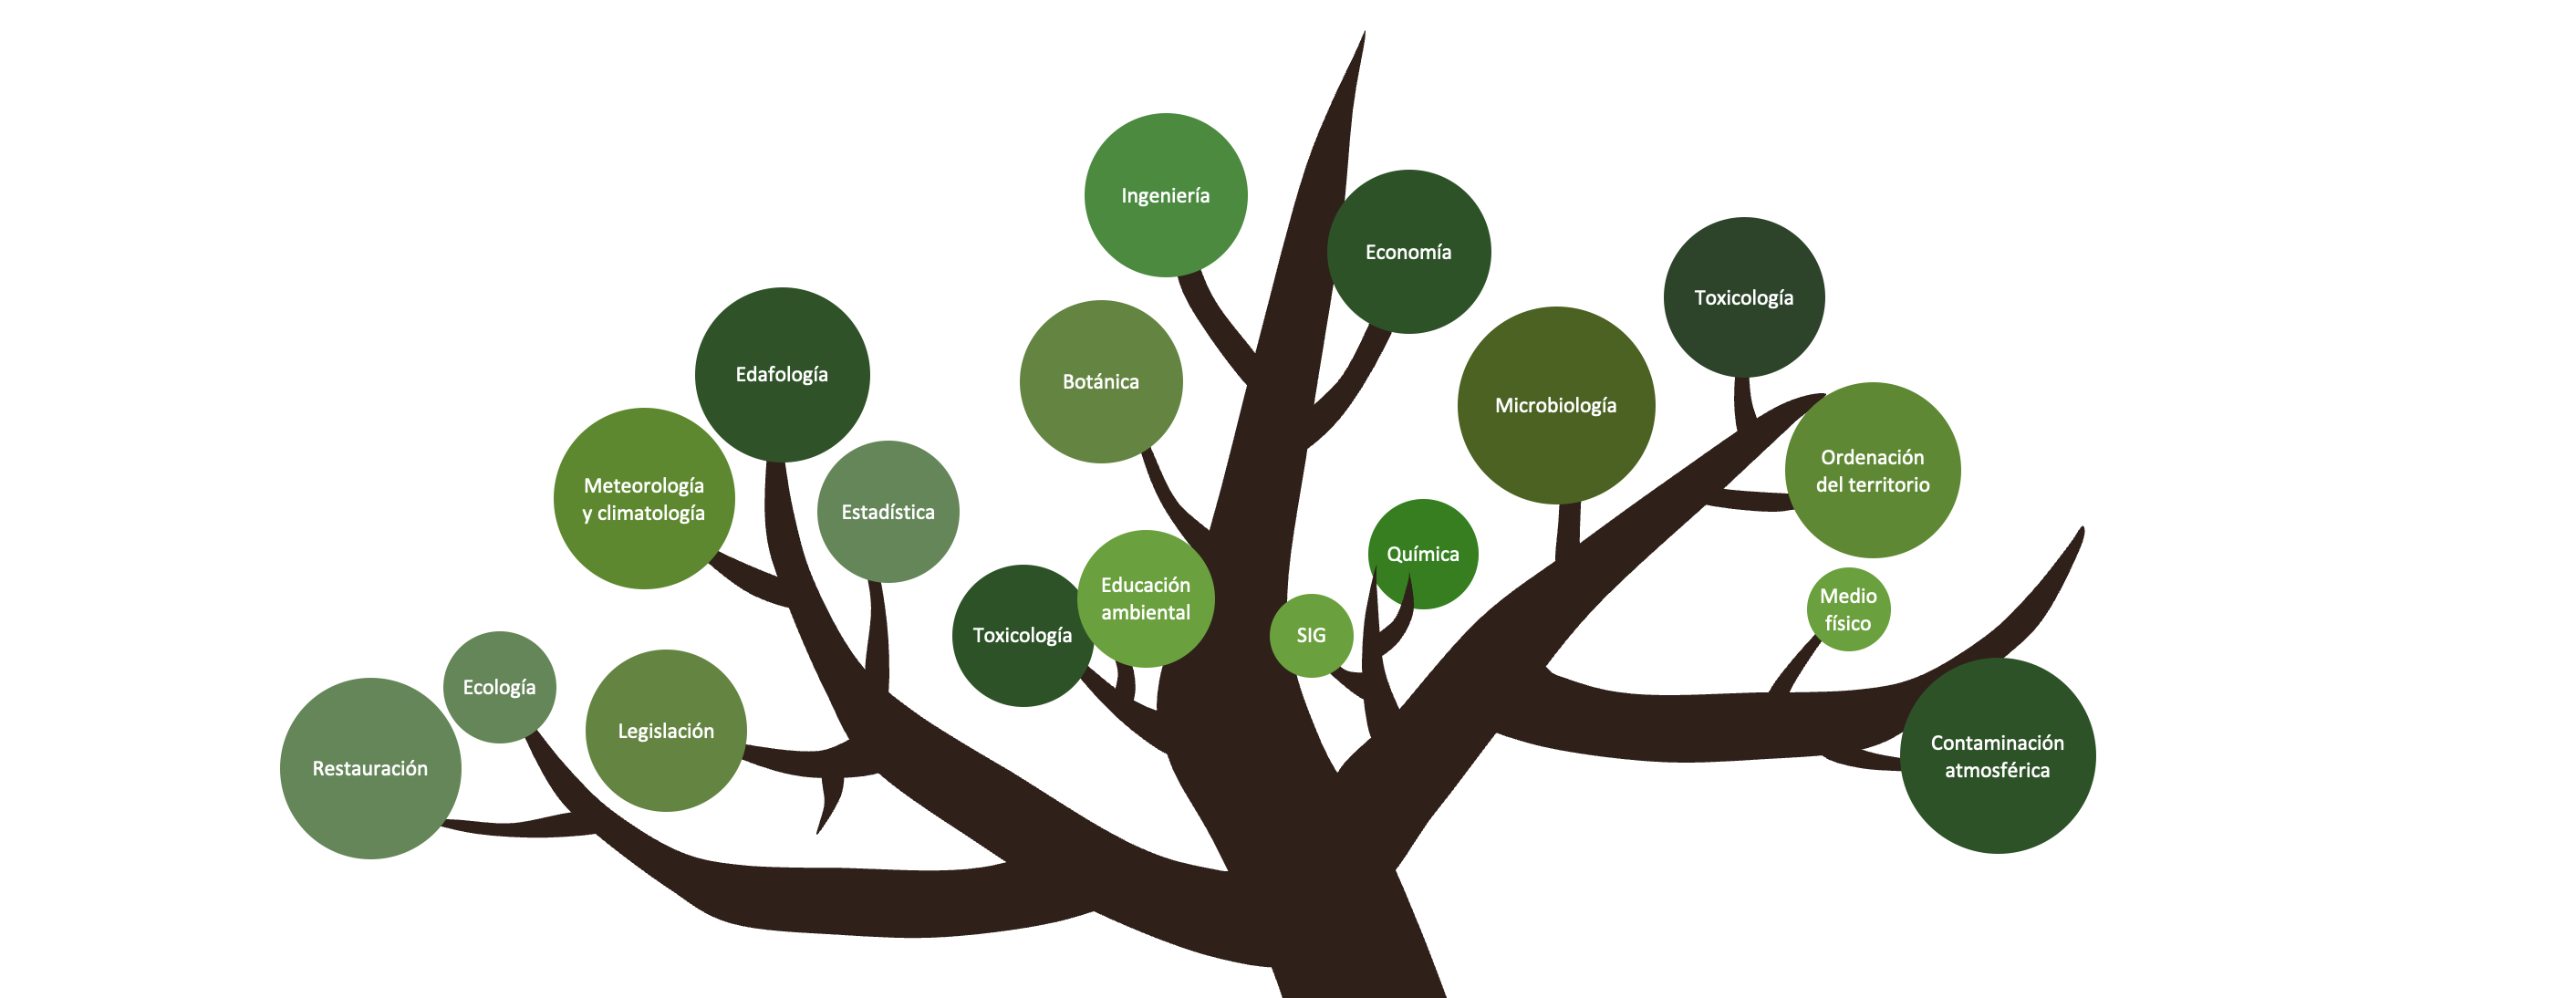 Ingeniería
Economía
Toxicología
Edafología
Botánica
Microbiología
Ordenación
del territorio
Meteorología
y climatología
Estadística
Química
Educación
ambiental
Toxicología
SIG
Medio
físico
Ecología
Legislación
Restauración
Contaminación
atmosférica